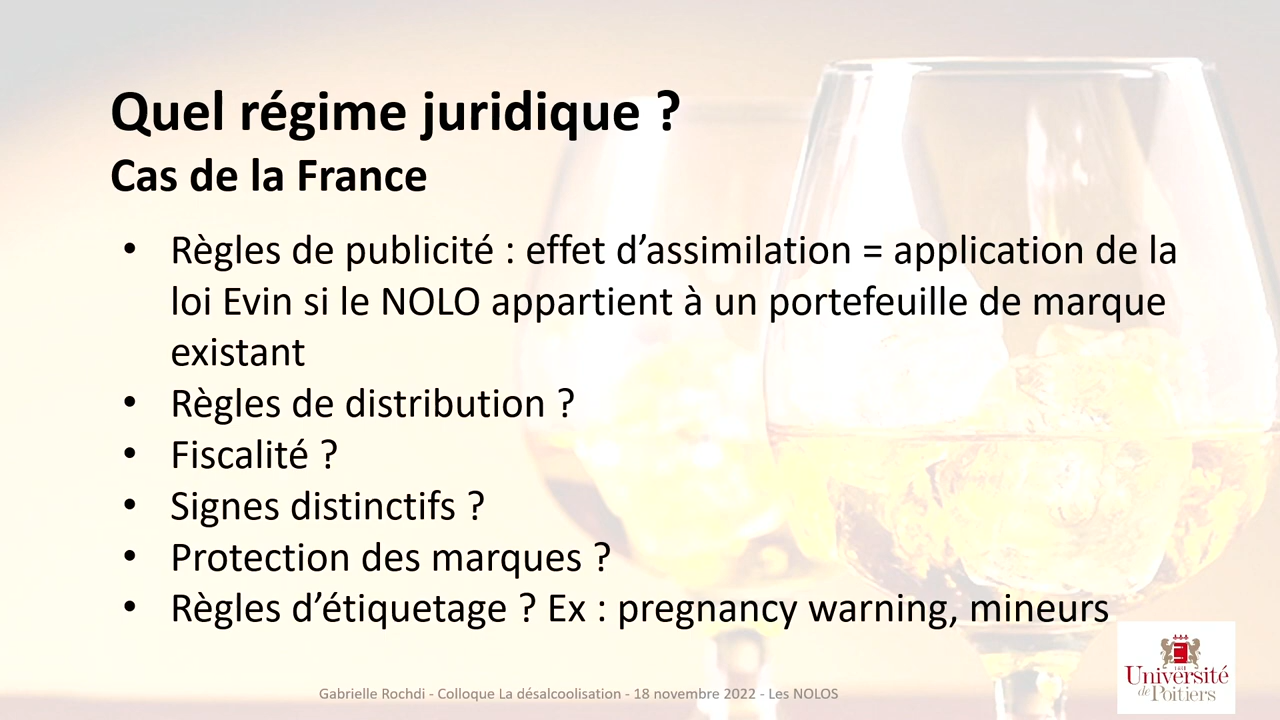 Quel régime juridique ?
Cas de la France
• Règles de publicité : effet d’assimilation = application de la
loi Evin si le NOLO appartient à un portefeuille de marque
existant
• Règles de distribution ?
• Fiscalité ?
• Signes distinctifs ?
• Protection des marques ?
• Règles d’étiquetage ? Ex : pregnancy warning, mineurs
Gabrielle Rochdi - Colloque La désalcoolisation - 18 novembre 2022 - Les NOLOS
Université
de Poitiers